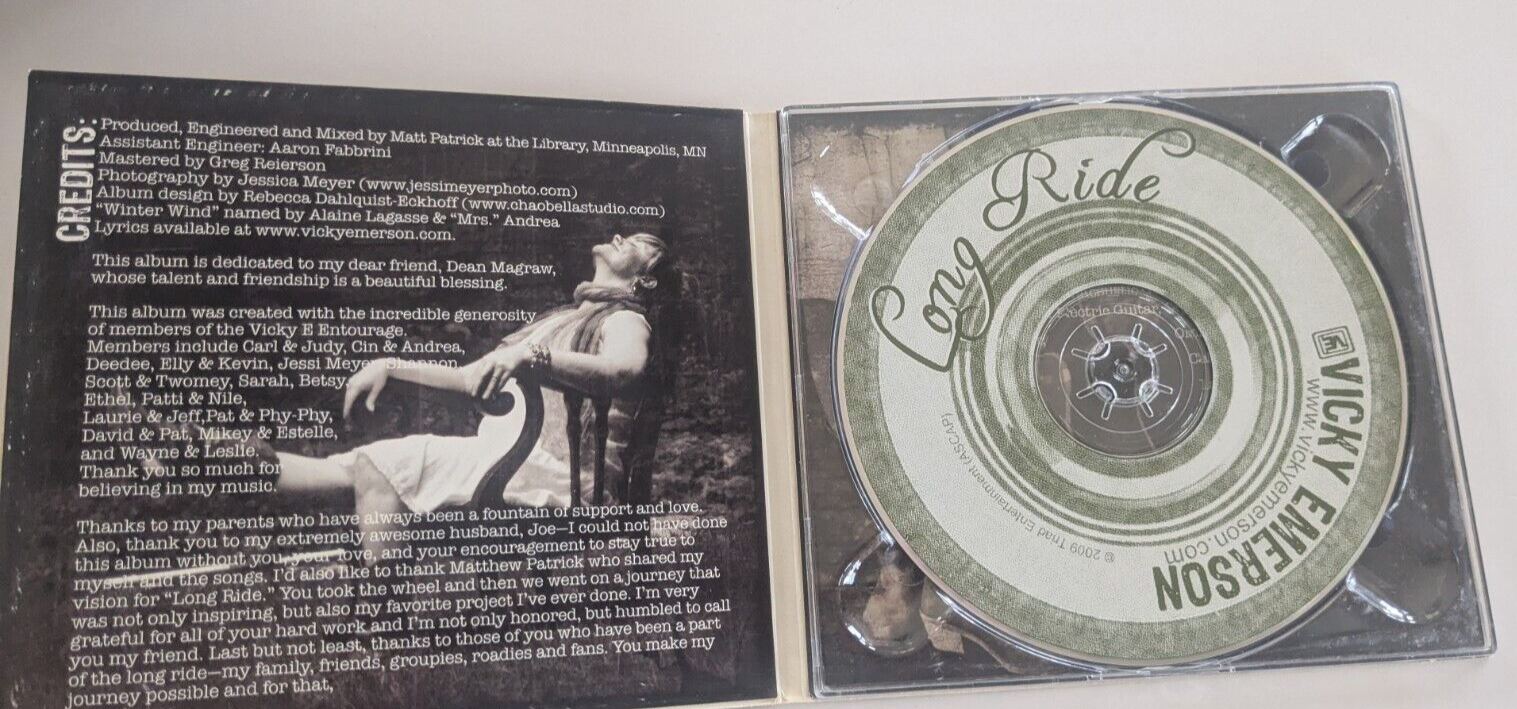 CREDITS:
Produced, Engineered and Mixed by Matt Patrick at the Library, Minneapolis, MN
Assistant Engineer: Aaron Fabbrini
Mastered by Greg Reierson
Photography by Jessica Meyer (www.jessimeyerphoto.com)
Album design by Rebecca Dahlquist-Eckhoff (www.chaobellastudio.com)
"Winter Wind" named by Alaine Lagasse & "Mrs." Andrea
Lyrics available at www.vickyemerson.com.
This album is dedicated to my dear friend, Dean Magraw,
whose talent and friendship is a beautiful blessing.
This album was created with the incredible generosity
of members of the Vicky E Entourage.
Members include Carl & Judy, Cin & Andrea,
Deedee, Elly & Kevin, Jessi Meyer, Shannon,
Scott & Twomey, Sarah, Betsy,
Ethel, Patti & Nile,
Laurie & Jeff,Pat & Phy-Phy,
David & Pat, Mikey & Estelle,
and Wayne & Leslie.
Thank you so much for
believing in my music.
Thanks to my parents who have always been a fountain of support and love.
Also, thank you to my extremely awesome husband, Joe—I could not have done
this album without you, your love, and your encouragement to stay true to
myself and the songs. I'd also like to thank Matthew Patrick who shared my
vision for "Long Ride." You took the wheel and then we went on a journey that
was not only inspiring, but also my favorite project I've ever done. I'm very
grateful for all of your hard work and I'm not only honored, but humbled to call
you my friend. Last but not least, thanks to those of you who have been a part
of the long ride—my family, friends, groupies, roadies and fans. You make my
journey possible and for that,
Long Ride
VE VICKY EMERSON
www.vickyemerson.com
© 2009 Triad Entertainment (ASCAP)
Electric Guitar,